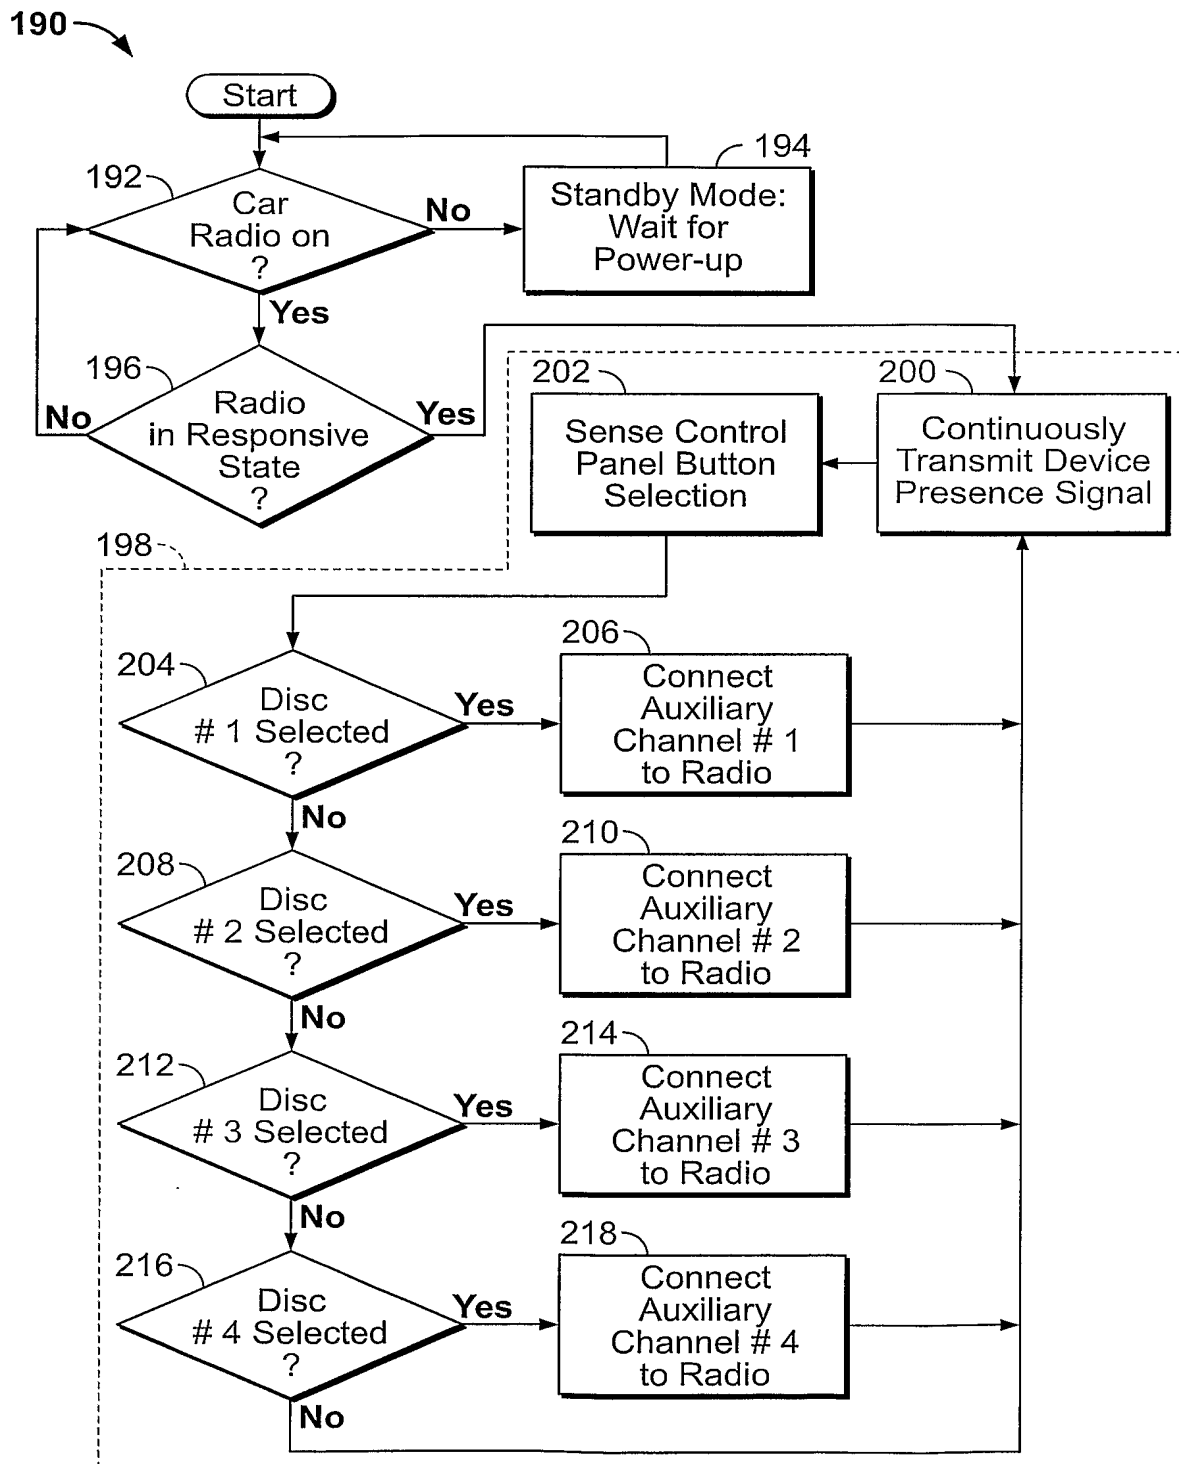 190
Start
192
Car
Radio on
?
No
194
Standby Mode:
Wait for
Power-up
Yes
196
Radio
in Responsive
State
?
No
Yes
202
Sense Control
Panel Button
Selection
200
Continuously
Transmit Device
Presence Signal
198
204
Disc
# 1 Selected
?
Yes
206
Connect
Auxiliary
Channel # 1
to Radio
No
208
Disc
# 2 Selected
?
Yes
210
Connect
Auxiliary
Channel # 2
to Radio
No
212
Disc
# 3 Selected
?
Yes
214
Connect
Auxiliary
Channel # 3
to Radio
No
216
Disc
# 4 Selected
?
Yes
218
Connect
Auxiliary
Channel # 4
to Radio
No